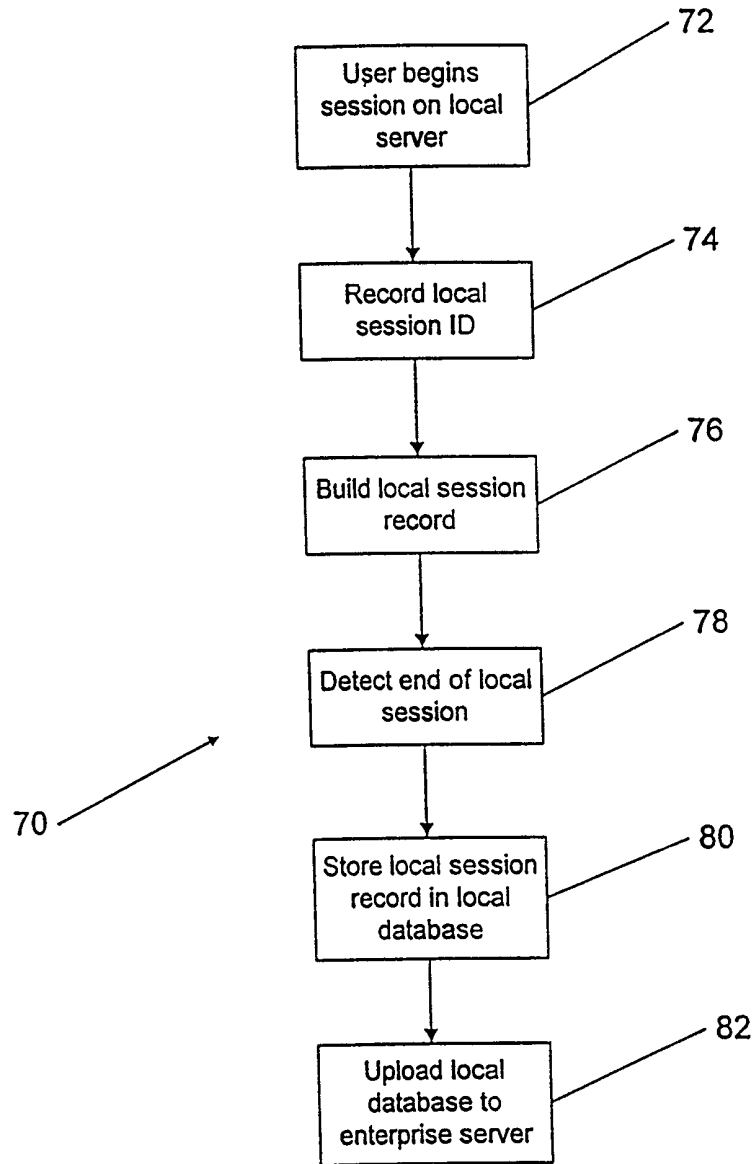 72
User begins
session on local
server
74
Record local
session ID
76
Build local session
record
78
Detect end of local
session
70
80
Store local session
record in local
database
82
Upload local
database to
enterprise server